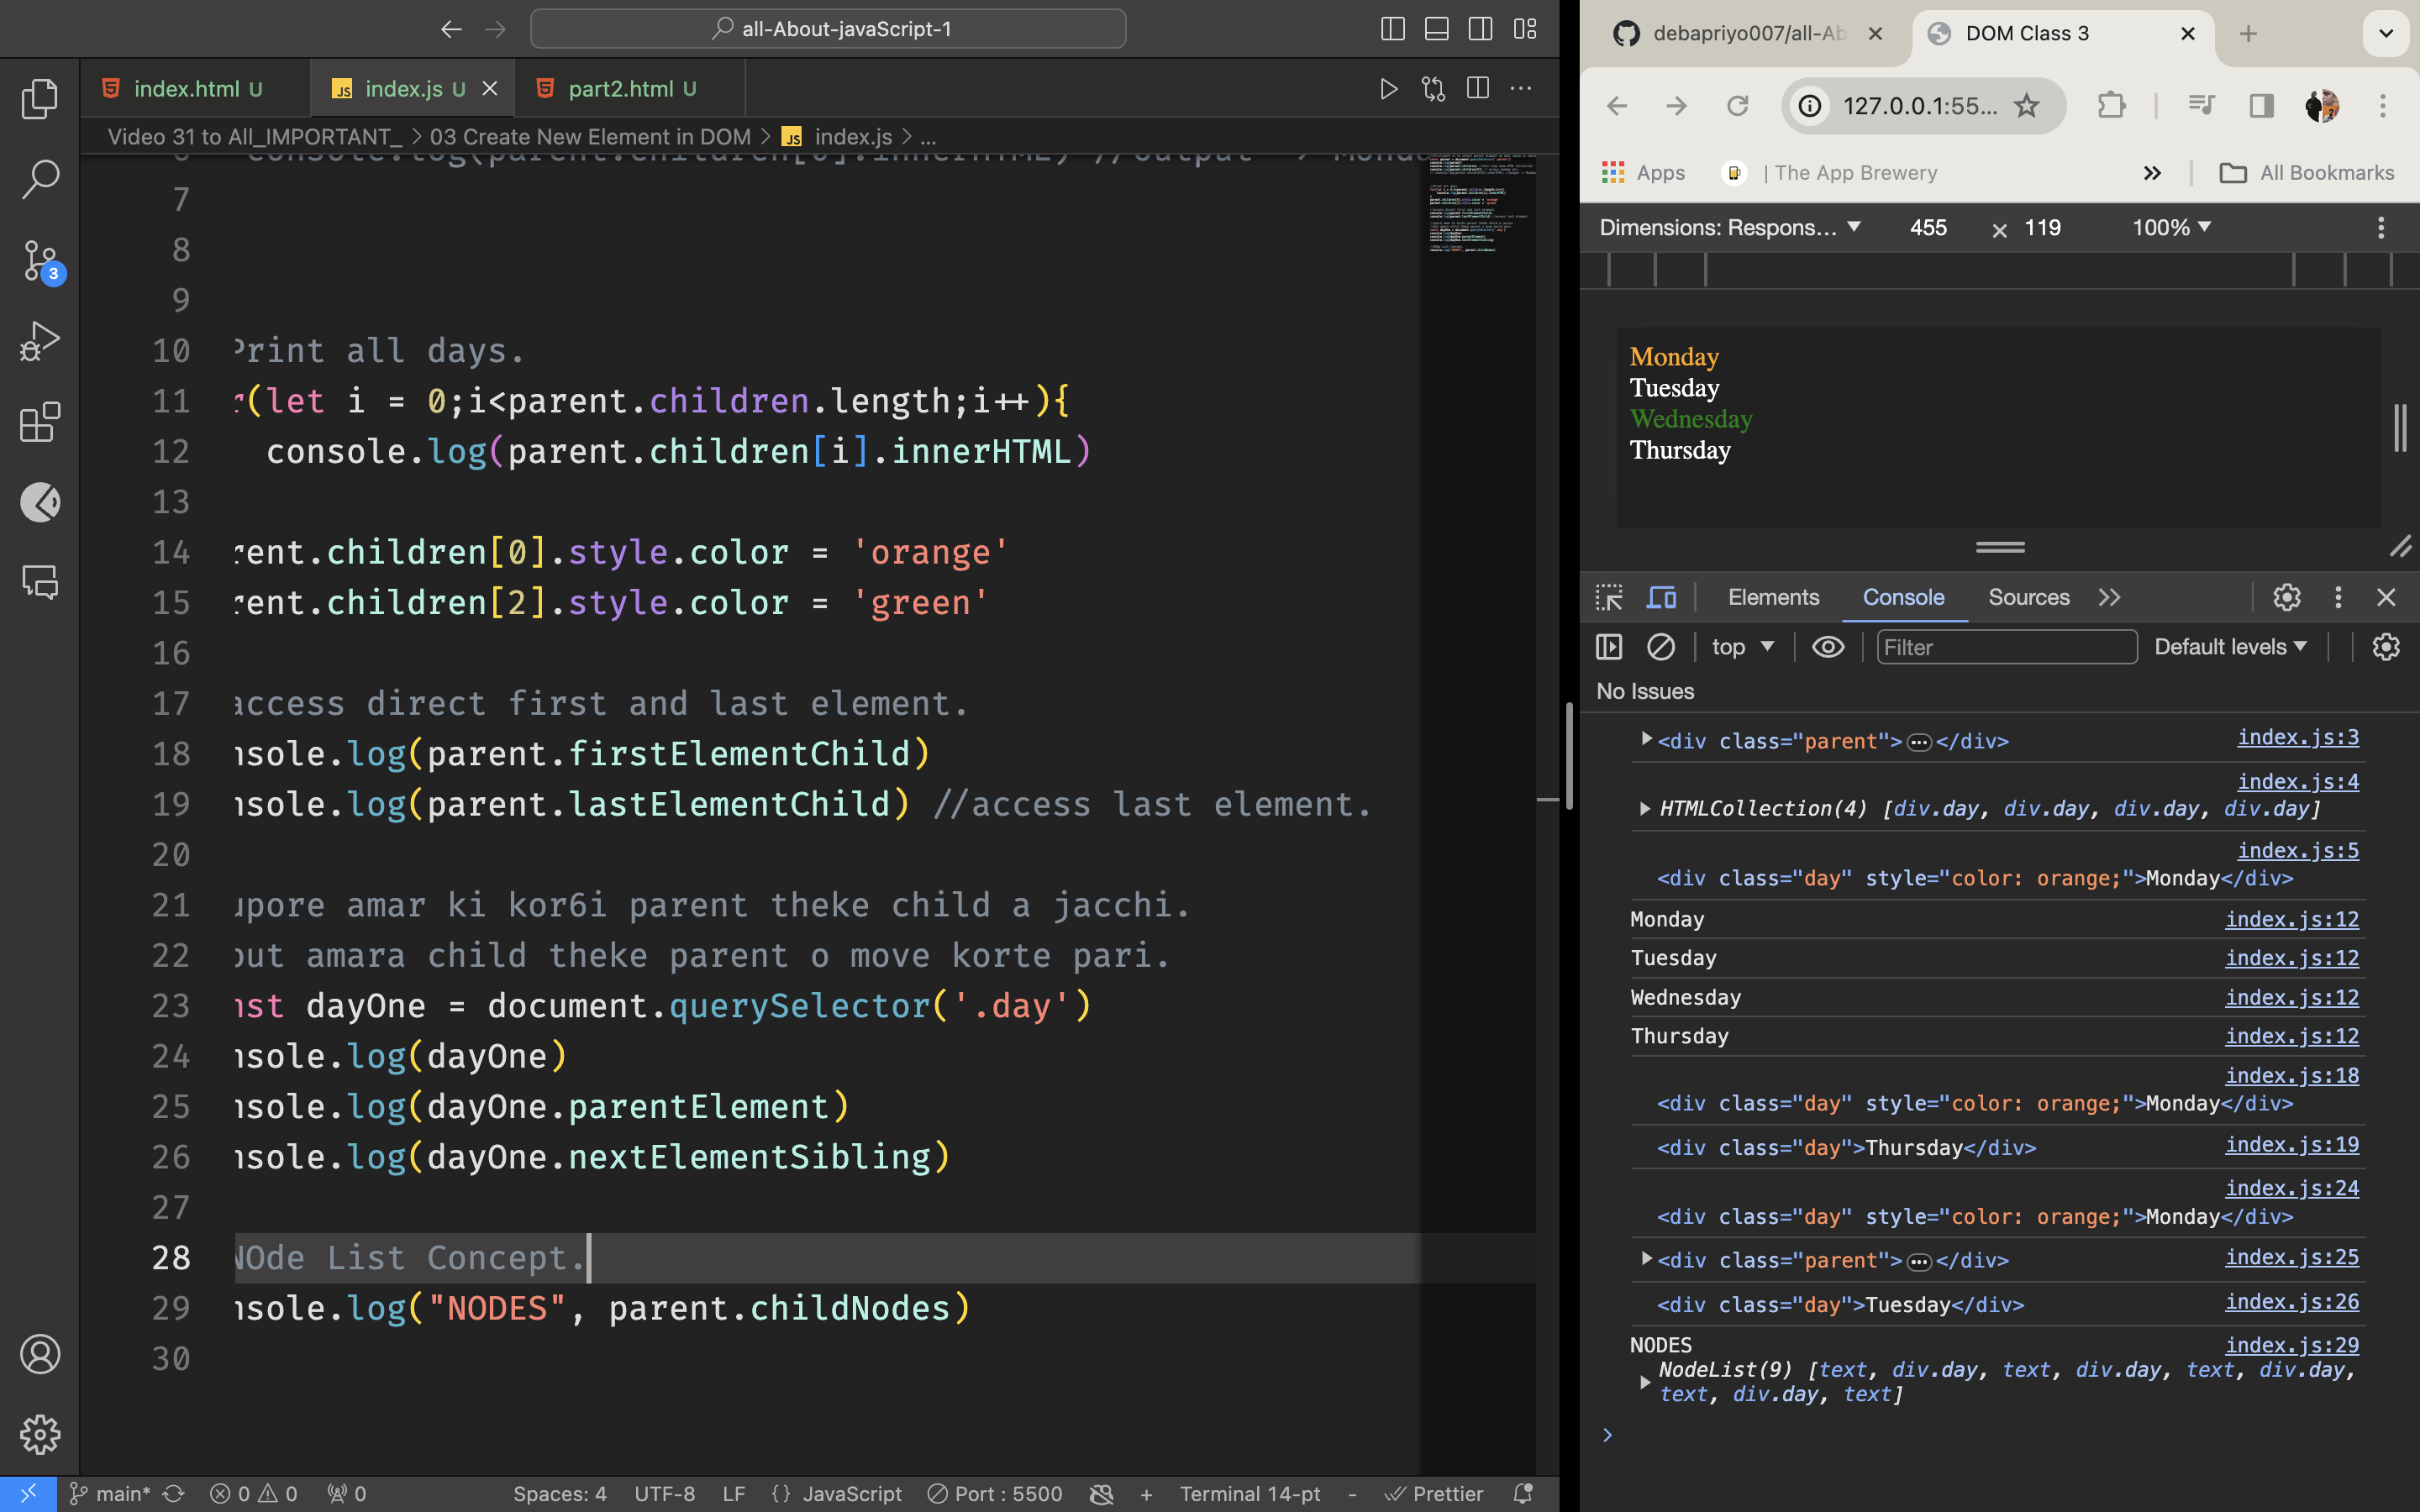 all-About-javaScript-1
index.html U
index.js U
part2.html U
Video 31 to All_IMPORTANT_ > 03 Create New Element in DOM > index.js > ...
7
8
9
10 Print all days.
11 r(let i = 0;i<parent.children.length;i++){
12 console.log(parent.children[i].innerHTML)
13
14 rent.children[0].style.color = 'orange'
15 rent.children[2].style.color = 'green'
16
17 access direct first and last element.
18 nsole.log(parent.firstElementChild)
19 nsole.log(parent.lastElementChild) //access last element.
20
21 upore amar ki kor6i parent theke child a jacchi.
22 but amara child theke parent o move korte pari.
23 nst dayOne = document.querySelector('.day')
24 nsole.log(dayOne)
25 nsole.log(dayOne.parentElement)
26 nsole.log(dayOne.nextElementSibling)
27
28 NOde List Concept.
29 nsole.log("NODES", parent.childNodes)
30
3
main* 0 0 0 Spaces: 4 UTF-8 LF {} JavaScript Port : 5500 + Terminal 14-pt - Prettier
debapriyo007/all-Ab
DOM Class 3
127.0.0.1:55...
Apps | The App Brewery » All Bookmarks
Dimensions: Respons... 455 × 119 100%
Monday
Tuesday
Wednesday
Thursday
Elements Console Sources
top Filter Default levels
No Issues
<div class="parent">…</div> index.js:3
index.js:4
HTMLCollection(4) [div.day, div.day, div.day, div.day]
index.js:5
<div class="day" style="color: orange;">Monday</div>
Monday index.js:12
Tuesday index.js:12
Wednesday index.js:12
Thursday index.js:12
index.js:18
<div class="day" style="color: orange;">Monday</div>
<div class="day">Thursday</div> index.js:19
index.js:24
<div class="day" style="color: orange;">Monday</div>
<div class="parent">…</div> index.js:25
<div class="day">Tuesday</div> index.js:26
NODES index.js:29
NodeList(9) [text, div.day, text, div.day, text, div.day,
text, div.day, text]